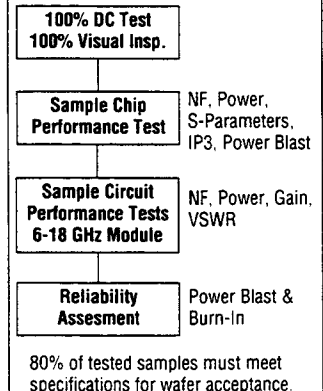 100% DC Test
100% Visual Insp.
Sample Chip
Performance Test
NF, Power,
S-Parameters,
IP3, Power Blast
Sample Circuit
Performance Tests
6-18 GHz Module
NF, Power, Gain,
VSWR
Reliability
Assesment
Power Blast &
Burn-In
80% of tested samples must meet
specifications for wafer acceptance.